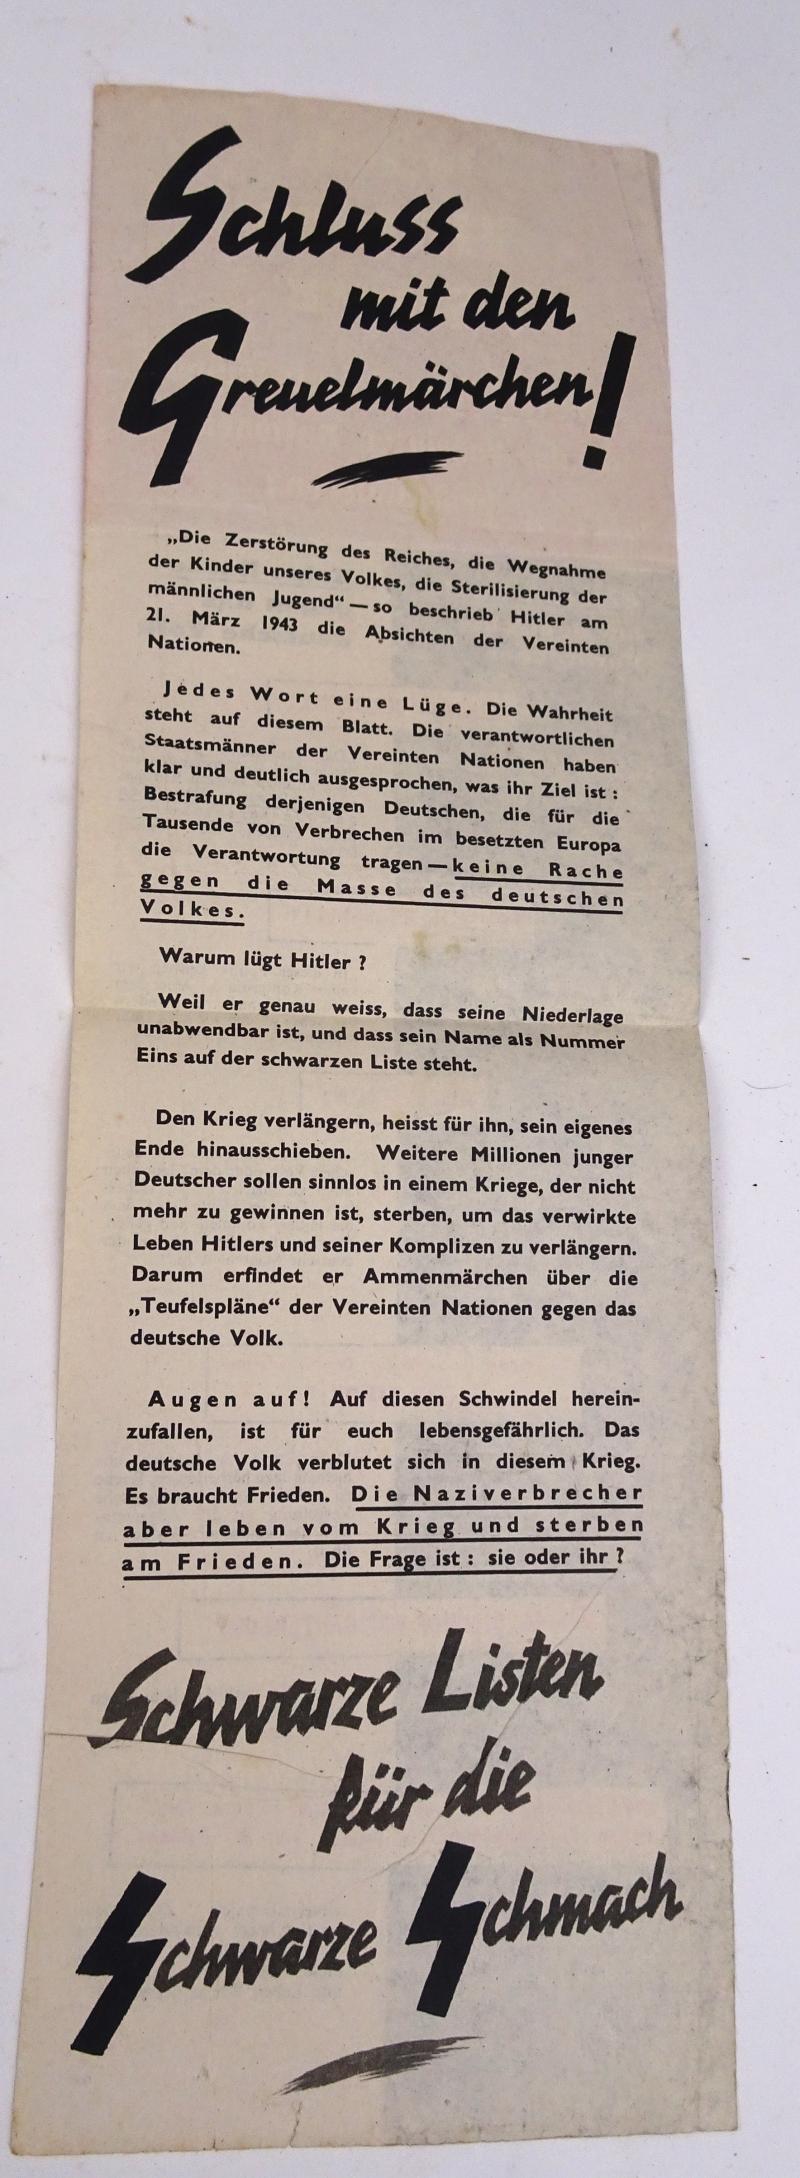 Schluss
mit den
Greuelmärchen!
„Die Zerstörung des Reiches, die Wegnahme
der Kinder unseres Volkes, die Sterilisierung der
männlichen Jugend“ — so beschrieb Hitler am
21. März 1943 die Absichten der Vereinten
Nationen.
Jedes Wort eine Lüge. Die Wahrheit
steht auf diesem Blatt. Die verantwortlichen
Staatsmänner der Vereinten Nationen haben
klar und deutlich ausgesprochen, was ihr Ziel ist :
Bestrafung derjenigen Deutschen, die für die
Tausende von Verbrechen im besetzten Europa
die Verantwortung tragen — keine Rache
gegen die Masse des deutschen
Volkes.
Warum lügt Hitler ?
Weil er genau weiss, dass seine Niederlage
unabwendbar ist, und dass sein Name als Nummer
Eins auf der schwarzen Liste steht.
Den Krieg verlängern, heisst für ihn, sein eigenes
Ende hinausschieben. Weitere Millionen junger
Deutscher sollen sinnlos in einem Kriege, der nicht
mehr zu gewinnen ist, sterben, um das verwirkte
Leben Hitlers und seiner Komplizen zu verlängern.
Darum erfindet er Ammenmärchen über die
„Teufelspläne“ der Vereinten Nationen gegen das
deutsche Volk.
Augen auf! Auf diesen Schwindel herein-
zufallen, ist für euch lebensgefährlich. Das
deutsche Volk verblutet sich in diesem Krieg.
Es braucht Frieden. Die Naziverbrecher
aber leben vom Krieg und sterben
am Frieden. Die Frage ist : sie oder ihr ?
Schwarze Listen
für die
Schwarze Schmach